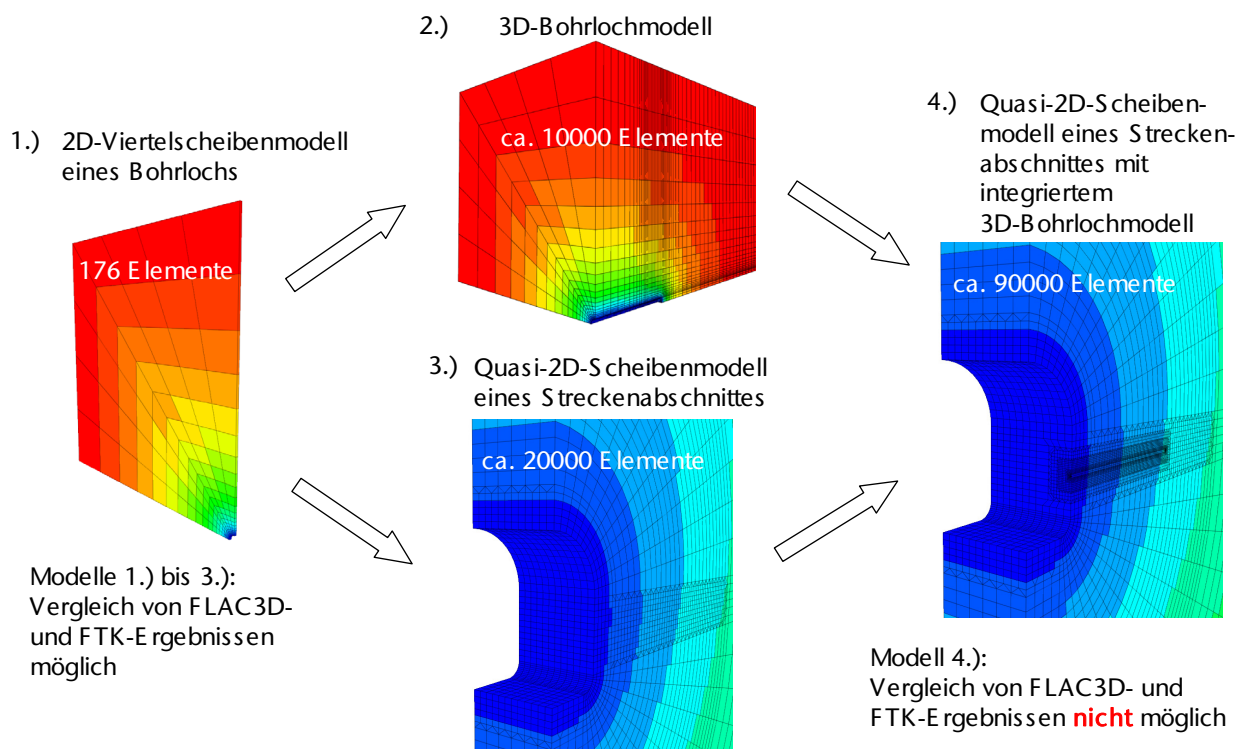 1.) 2D-Viertelscheibenmodell
eines Bohrlochs
176 Elemente
2.) 3D-Bohrlochmodell
ca. 10000 Elemente
3.) Quasi-2D-Scheibenmodell
eines Streckenabschnittes
ca. 20000 Elemente
4.) Quasi-2D-Scheiben-
modell eines Strecken-
abschnittes mit
integriertem
3D-Bohrlochmodell
ca. 90000 Elemente
Modelle 1.) bis 3.):
Vergleich von FLAC3D-
und FTK-Ergebnissen
möglich
Modell 4.):
Vergleich von FLAC3D- und
FTK-Ergebnissen nicht möglich